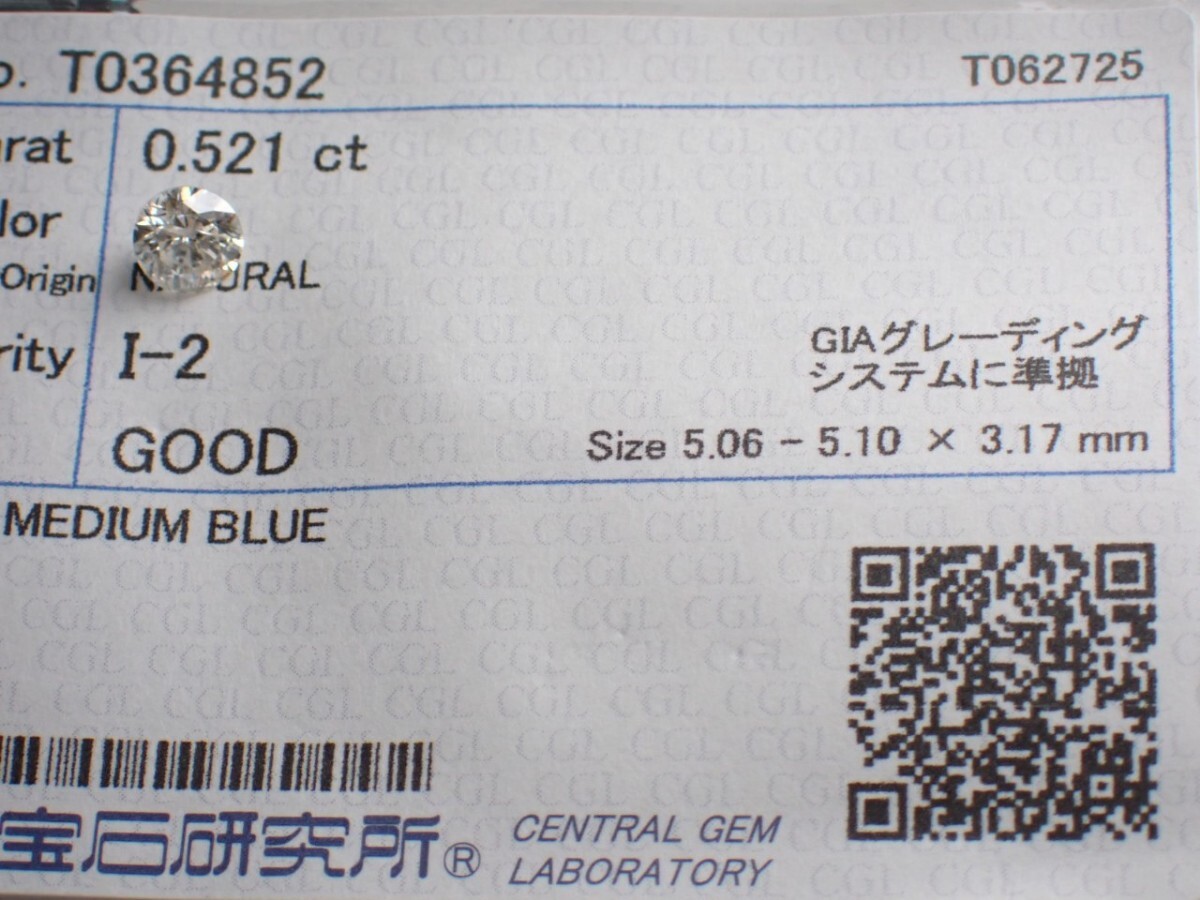 o. T0364852 T062725
arat 0.521 ct
lor
Origin NATURAL
rity I-2
GIAグレーディング
システムに準拠
GOOD Size 5.06 - 5.10 × 3.17 mm
MEDIUM BLUE
宝石研究所®
CENTRAL GEM
LABORATORY